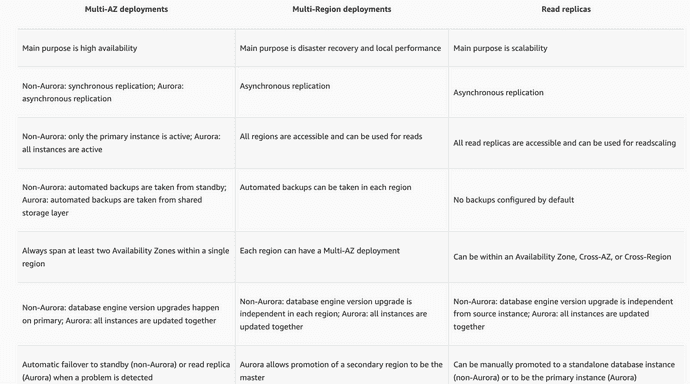 Multi-AZ deployments
Multi-Region deployments
Read replicas
Main purpose is high availability
Main purpose is disaster recovery and local performance
Main purpose is scalability
Non-Aurora: synchronous replication; Aurora:
asynchronous replication
Asynchronous replication
Asynchronous replication
Non-Aurora: only the primary instance is active; Aurora:
all instances are active
All regions are accessible and can be used for reads
All read replicas are accessible and can be used for readscaling
Non-Aurora: automated backups are taken from standby;
Aurora: automated backups are taken from shared
storage layer
Automated backups can be taken in each region
No backups configured by default
Always span at least two Availability Zones within a single
region
Each region can have a Multi-AZ deployment
Can be within an Availability Zone, Cross-AZ, or Cross-Region
Non-Aurora: database engine version upgrades happen
on primary; Aurora: all instances are updated together
Non-Aurora: database engine version upgrade is
independent in each region; Aurora: all instances are
updated together
Non-Aurora: database engine version upgrade is independent
from source instance; Aurora: all instances are updated
together
Automatic failover to standby (non-Aurora) or read replica
(Aurora) when a problem is detected
Aurora allows promotion of a secondary region to be the
master
Can be manually promoted to a standalone database instance
(non-Aurora) or to be the primary instance (Aurora)